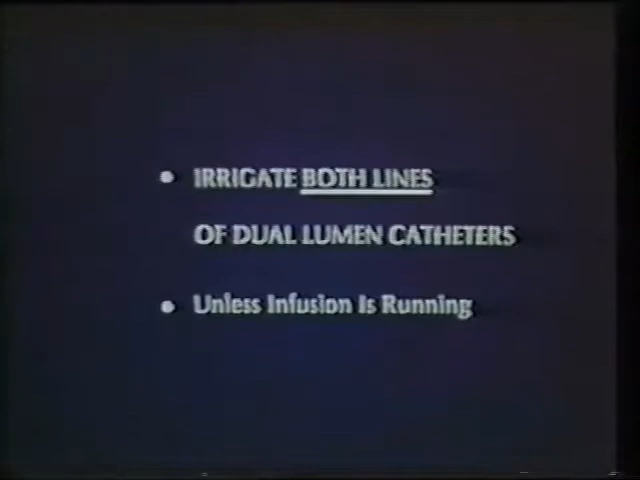 • IRRIGATE BOTH LINES
OF DUAL LUMEN CATHETERS
• Unless Infusion Is Running